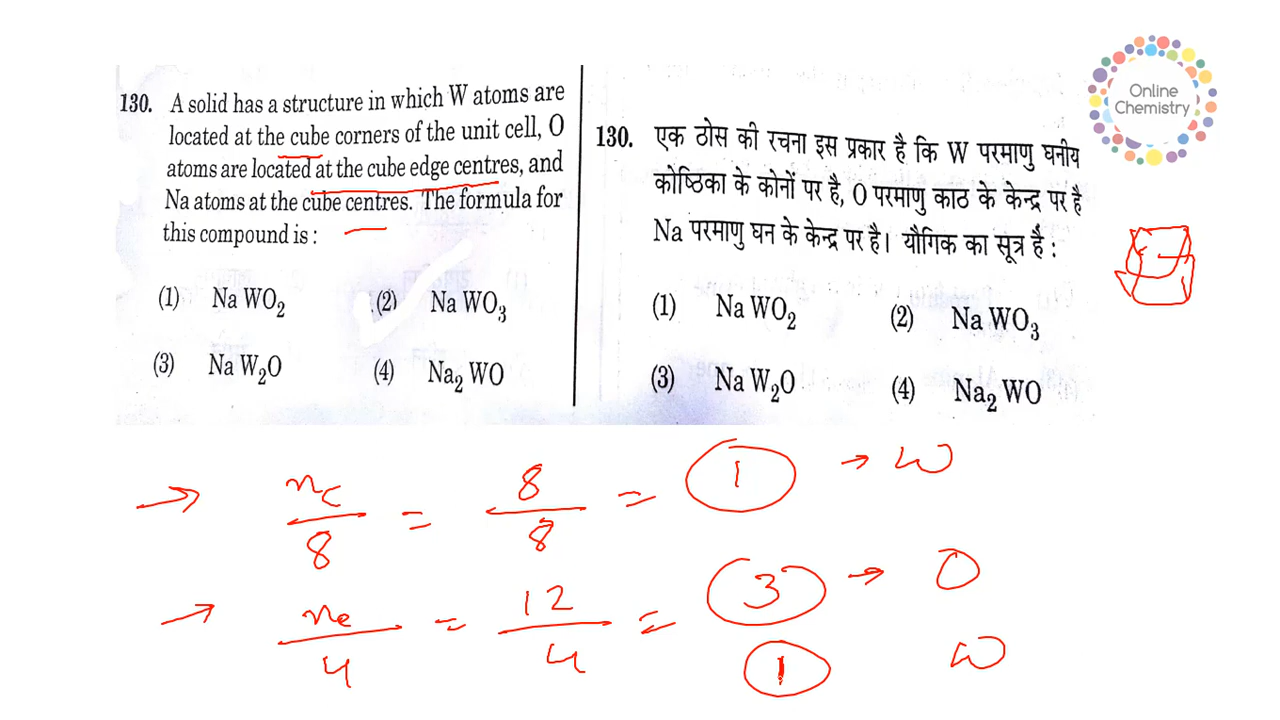 Online
Chemistry
130. A solid has a structure in which W atoms are
located at the cube corners of the unit cell, O
atoms are located at the cube edge centres, and
Na atoms at the cube centres. The formula for
this compound is :
(1) Na WO2
(2) Na WO3
(3) Na W2O
(4) Na2 WO
130. एक ठोस की रचना इस प्रकार है कि W परमाणु घनीय
कोष्ठिका के कोनों पर है, O परमाणु काठ के केन्द्र पर है
Na परमाणु घन के केन्द्र पर है। यौगिक का सूत्र है :
(1) Na WO2
(2) Na WO3
(3) Na W2O
(4) Na2 WO
→ nc/8 = 8/8 = 1 → W
→ ne/4 = 12/4 = 3 → O
1 W